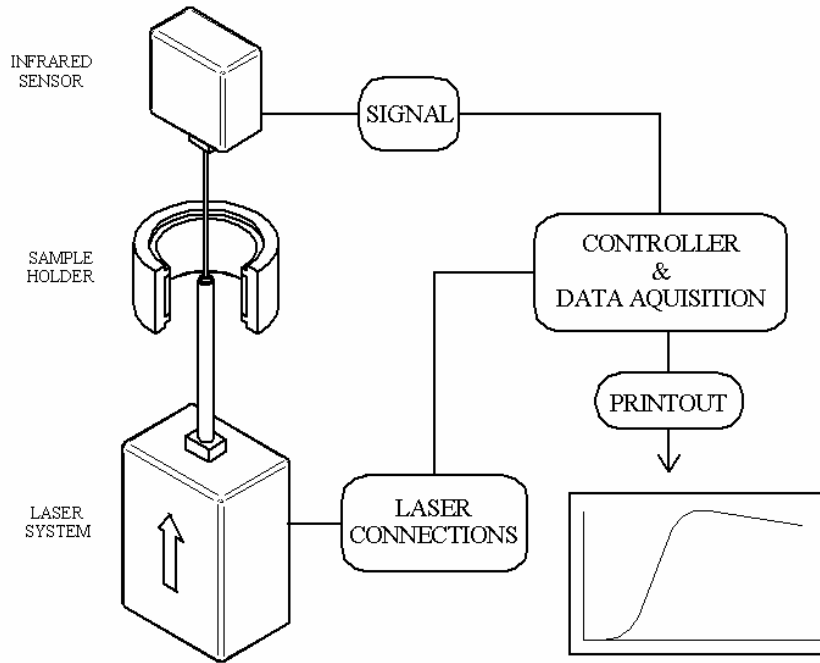 INFRARED
SENSOR
SIGNAL
SAMPLE
HOLDER
CONTROLLER
&
DATA AQUISITION
PRINTOUT
LASER
SYSTEM
LASER
CONNECTIONS